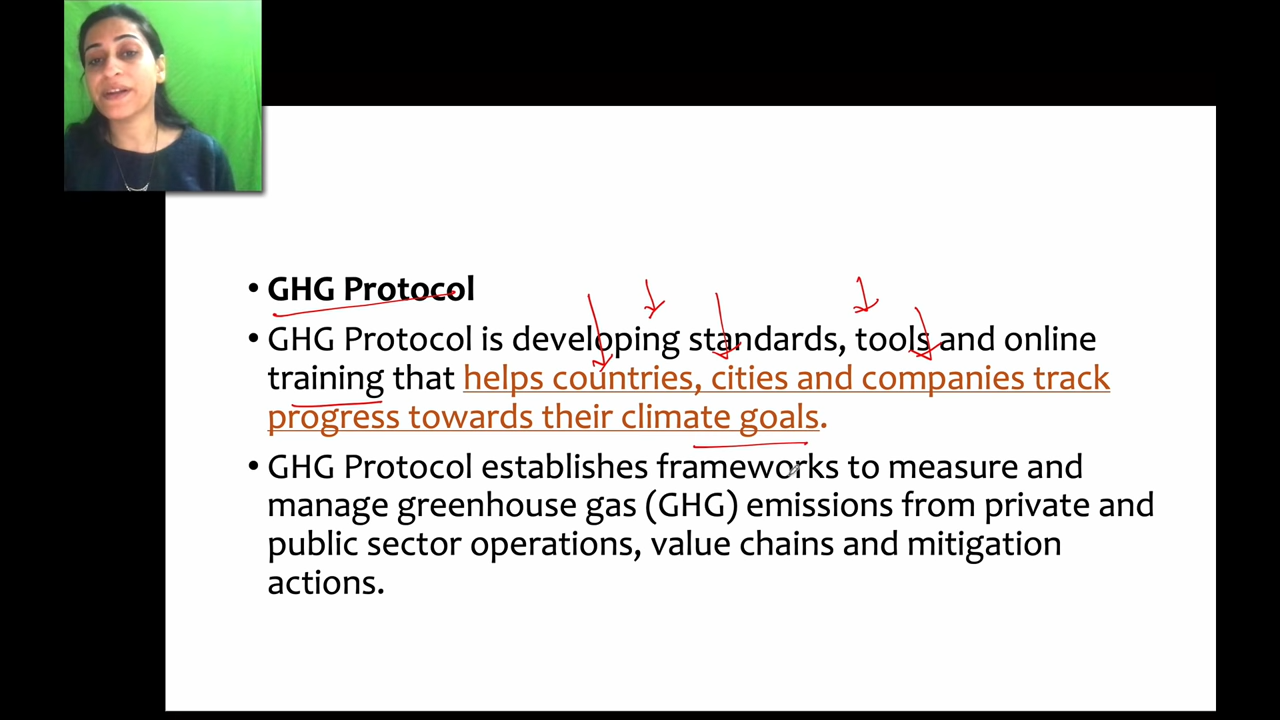 • GHG Protocol
• GHG Protocol is developing standards, tools and online
training that helps countries, cities and companies track
progress towards their climate goals.
• GHG Protocol establishes frameworks to measure and
manage greenhouse gas (GHG) emissions from private and
public sector operations, value chains and mitigation
actions.